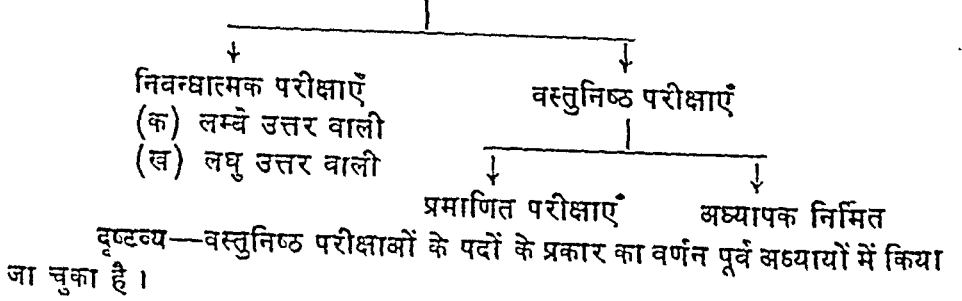 निवन्धात्मक परीक्षाएँ
(क) लम्बे उत्तर वाली
(ख) लघु उत्तर वाली
वस्तुनिष्ठ परीक्षाएँ
प्रमाणित परीक्षाएँ
अध्यापक निर्मित
दृष्टव्य—वस्तुनिष्ठ परीक्षाओं के पदों के प्रकार का वर्णन पूर्व अध्यायों में किया
जा चुका है ।